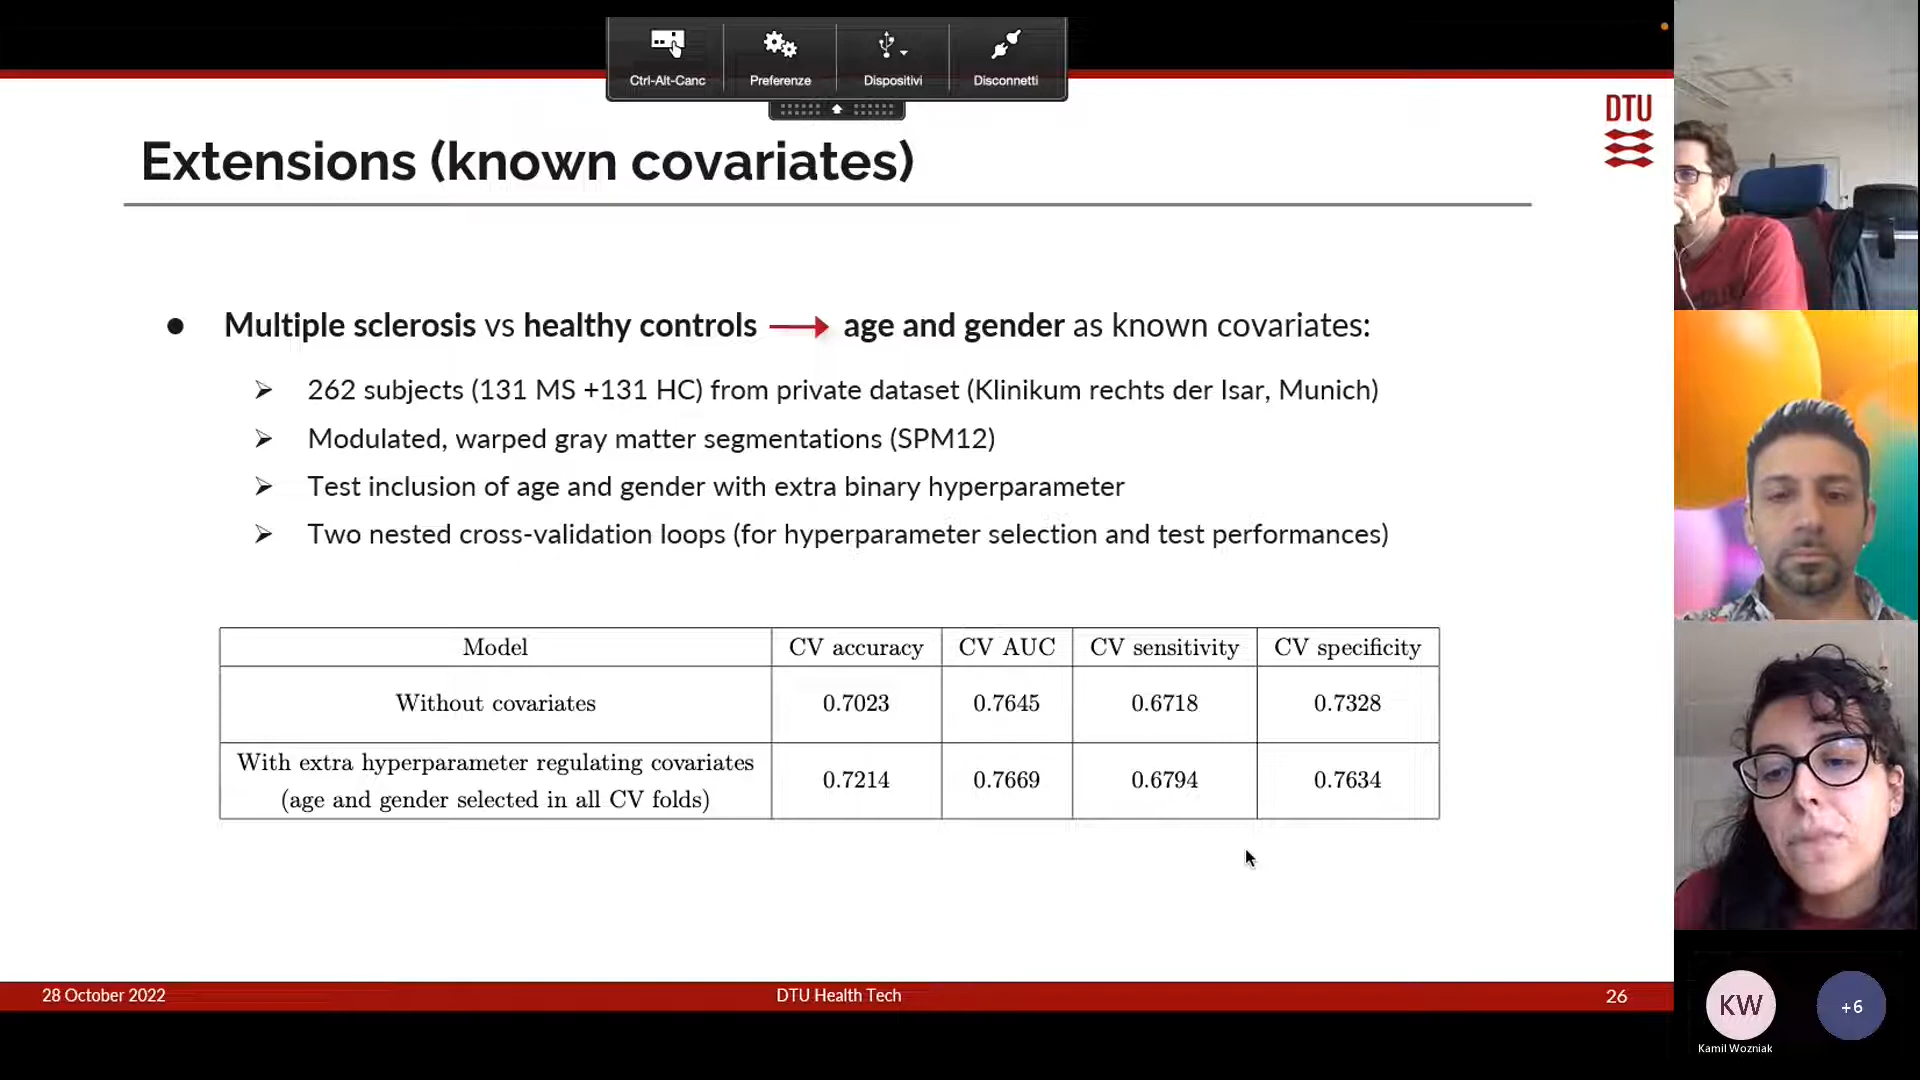 Ctrl-Alt-Canc
Preferenze
Dispositivi
Disconnetti
DTU
Extensions (known covariates)
● Multiple sclerosis vs healthy controls → age and gender as known covariates:
➢ 262 subjects (131 MS +131 HC) from private dataset (Klinikum rechts der Isar, Munich)
➢ Modulated, warped gray matter segmentations (SPM12)
➢ Test inclusion of age and gender with extra binary hyperparameter
➢ Two nested cross-validation loops (for hyperparameter selection and test performances)
Model CV accuracy CV AUC CV sensitivity CV specificity
Without covariates 0.7023 0.7645 0.6718 0.7328
With extra hyperparameter regulating covariates
(age and gender selected in all CV folds) 0.7214 0.7669 0.6794 0.7634
28 October 2022
DTU Health Tech
26
KW
+6
Kamil Wozniak